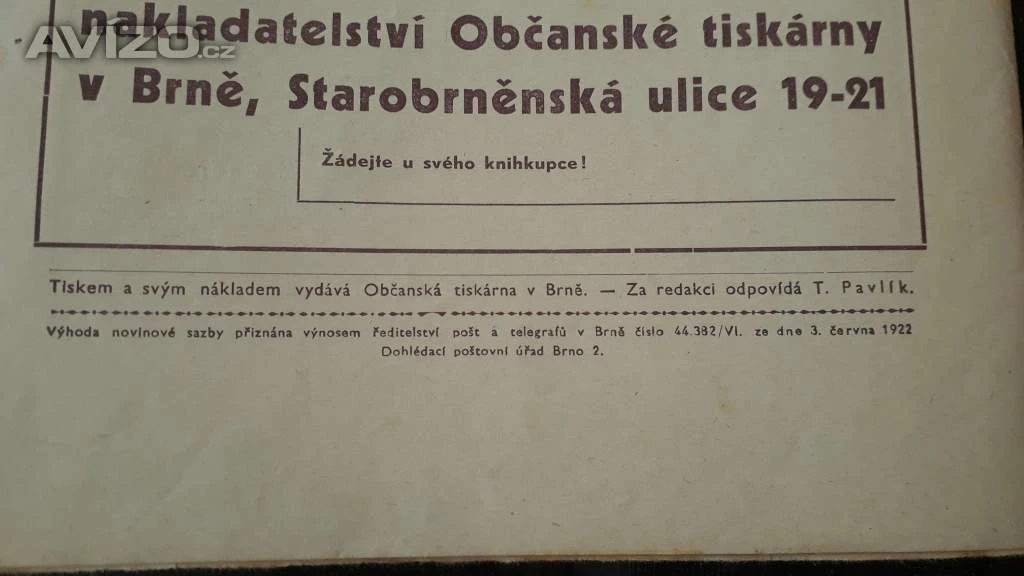 nakladatelství Občanské tiskárny
AVIZO.cz
v Brně, Starobrněnská ulice 19-21
Žádejte u svého knihkupce!
Tiskem a svým nákladem vydává Občanská tiskárna v Brně. — Za redakci odpovídá T. Pavlík.
Výhoda novinové sazby přiznána výnosem ředitelství pošt a telegrafů v Brně číslo 44.382/VI. ze dne 3. června 1922
Dohlédací poštovní úřad Brno 2.